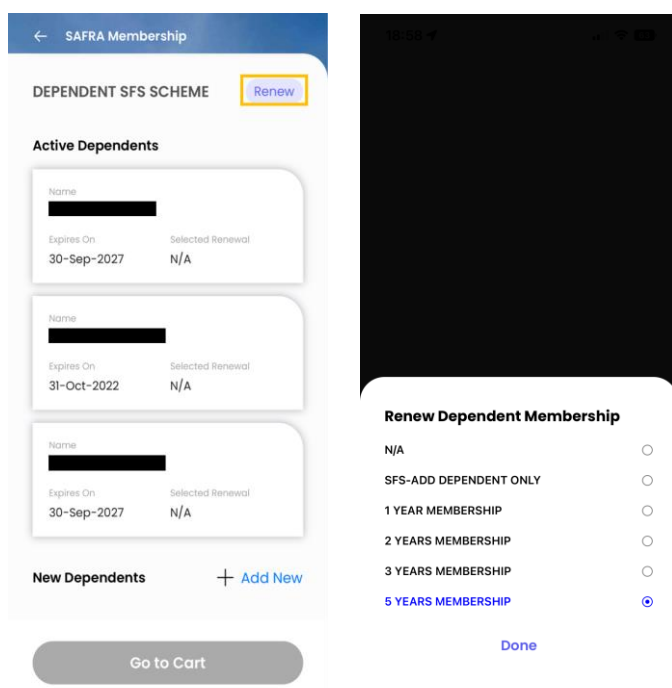 ← SAFRA Membership
DEPENDENT SFS SCHEME Renew
Active Dependents
Name
Expires On Selected Renewal
30-Sep-2027 N/A
Name
Expires On Selected Renewal
31-Oct-2022 N/A
Name
Expires On Selected Renewal
30-Sep-2027 N/A
New Dependents + Add New
Go to Cart
18:58
Renew Dependent Membership
N/A
SFS-ADD DEPENDENT ONLY
1 YEAR MEMBERSHIP
2 YEARS MEMBERSHIP
3 YEARS MEMBERSHIP
5 YEARS MEMBERSHIP
Done